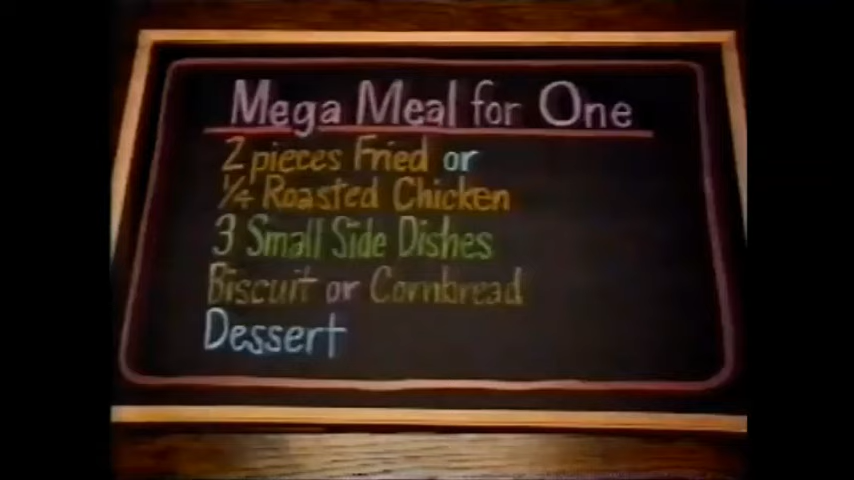 Mega Meal for One
2 pieces Fried or
1/4 Roasted Chicken
3 Small Side Dishes
Biscuit or Cornbread
Dessert